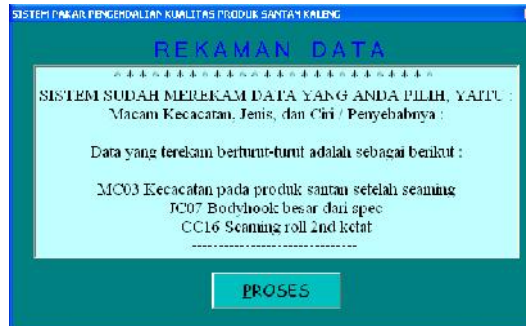 SISTEM PAKAR PENGENDALIAN KUALITAS PRODUK SANTAN KALENG
REKAMAN DATA
* * * * * * * * * * * * * * * * * * * * * * * * *
SISTEM SUDAH MEREKAM DATA YANG ANDA PILIH, YAITU :
Macam Kecacatan, Jenis, dan Ciri / Penyebabnya :
Data yang terekam berturut-turut adalah sebagai berikut :
MC03 Kecacatan pada produk santan setelah seaming
JC07 Bodyhook besar dari spec
CC16 Seaming roll 2nd ketat
-------------------------------
PROSES